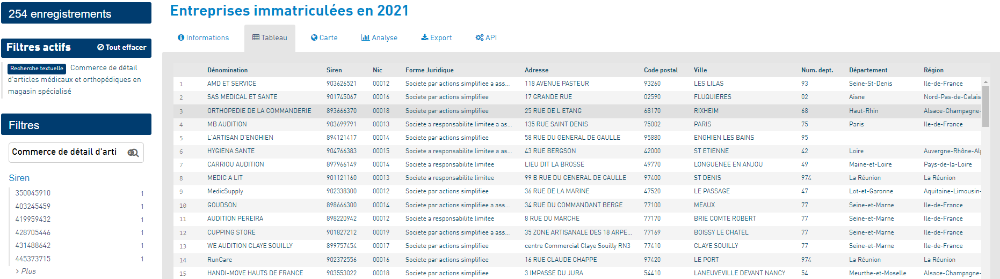 254 enregistrements
Filtres actifs Tout effacer
Recherche textuelle Commerce de détail
d'articles médicaux et orthopédiques en
magasin spécialisé
Filtres
Commerce de détail d'arti
Siren
350045910 1
403245459 1
419959432 1
428705446 1
431488642 1
445373715 1
> Plus
Entreprises immatriculées en 2021
Informations Tableau Carte Analyse Export API
Dénomination Siren Nic Forme Juridique Adresse Code postal Ville Num. dept. Département Région
1 AMD ET SERVICE 903626521 00012 Societe par actions simplifiee a ass... 118 AVENUE PASTEUR 93260 LES LILAS 93 Seine-St-Denis Ile-de-France
2 SAS MEDICAL ET SANTE 901745067 00016 Societe par actions simplifiee 17 GRANDE RUE 02590 FLUQUIERES 02 Aisne Nord-Pas-de-Calais
3 ORTHOPEDIE DE LA COMMANDERIE 893666370 00018 Societe par actions simplifiee 25 RUE DE L ETANG 68170 RIXHEIM 68 Haut-Rhin Alsace-Champagne-
4 MB AUDITION 903699791 00013 Societe a responsabilite limitee a as... 135 RUE SAINT DENIS 75002 PARIS 75 Paris Ile-de-France
5 L'ARTISAN D'ENGHIEN 894121417 00014 Societe par actions simplifiee 58 RUE DU GENERAL DE GAULLE 95880 ENGHIEN LES BAINS 95
6 HYGIENA SANTE 904766383 00015 Societe a responsabilite limitee a as... 43 RUE BERGSON 42000 ST ETIENNE 42 Loire Auvergne-Rhône-Alp
7 CARRIOU AUDITION 897966149 00014 Societe a responsabilite limitee LIEU DIT LA BROSSE 49770 LONGUENEE EN ANJOU 49 Maine-et-Loire Pays-de-la-Loire
8 MEDIC A LIT 901121160 00013 Societe a responsabilite limitee 99 B RUE DU GENERAL DE GAULLE 97400 ST DENIS 974 La Réunion La Réunion
9 MedicSupply 902338300 00012 Societe par actions simplifiee 36 RUE DE LA MARINE 47520 LE PASSAGE 47 Lot-et-Garonne Aquitaine-Limousin-
10 GOUDSON 898666300 00014 Societe par actions simplifiee a ass... 34 RUE DU COMMANDANT BERGE 77100 MEAUX 77 Seine-et-Marne Ile-de-France
11 AUDITION PEREIRA 898220942 00012 Societe a responsabilite limitee 8 RUE DU MARCHE 77170 BRIE COMTE ROBERT 77 Seine-et-Marne Ile-de-France
12 CUPPING STORE 901827212 00019 Societe par actions simplifiee a ass... 35 ZONE ARTISANALE DES 18 ARPE... 77169 BOISSY LE CHATEL 77 Seine-et-Marne Ile-de-France
13 WE AUDITION CLAYE SOUILLY 899757454 00017 Societe par actions simplifiee centre Commercial Claye Souilly RN3 77410 CLAYE SOUILLY 77 Seine-et-Marne Ile-de-France
14 RunCare 902372556 00016 Societe par actions simplifiee 16 RUE CLAUDE CHAPPE 97420 LE PORT 974 La Réunion La Réunion
15 HANDI-MOVE HAUTS DE FRANCE 903553022 00018 Societe par actions simplifiee 3 IMPASSE DU JURA 54410 LANEUVEVILLE DEVANT NANCY 54 Meurthe-et-Moselle Alsace-Champagne-